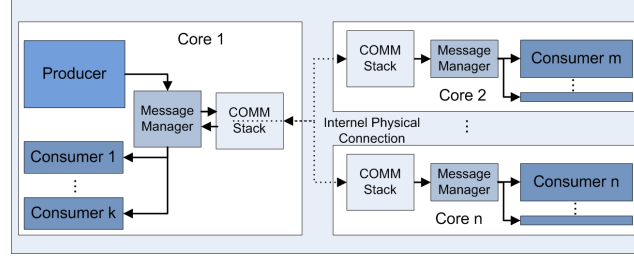 Core 1
Producer
Message
Manager
COMM
Stack
Consumer 1
⋮
Consumer k
Internel Physical
Connection
COMM
Stack
Message
Manager
Consumer m
⋮
Core 2
⋮
COMM
Stack
Message
Manager
Consumer n
⋮
Core n